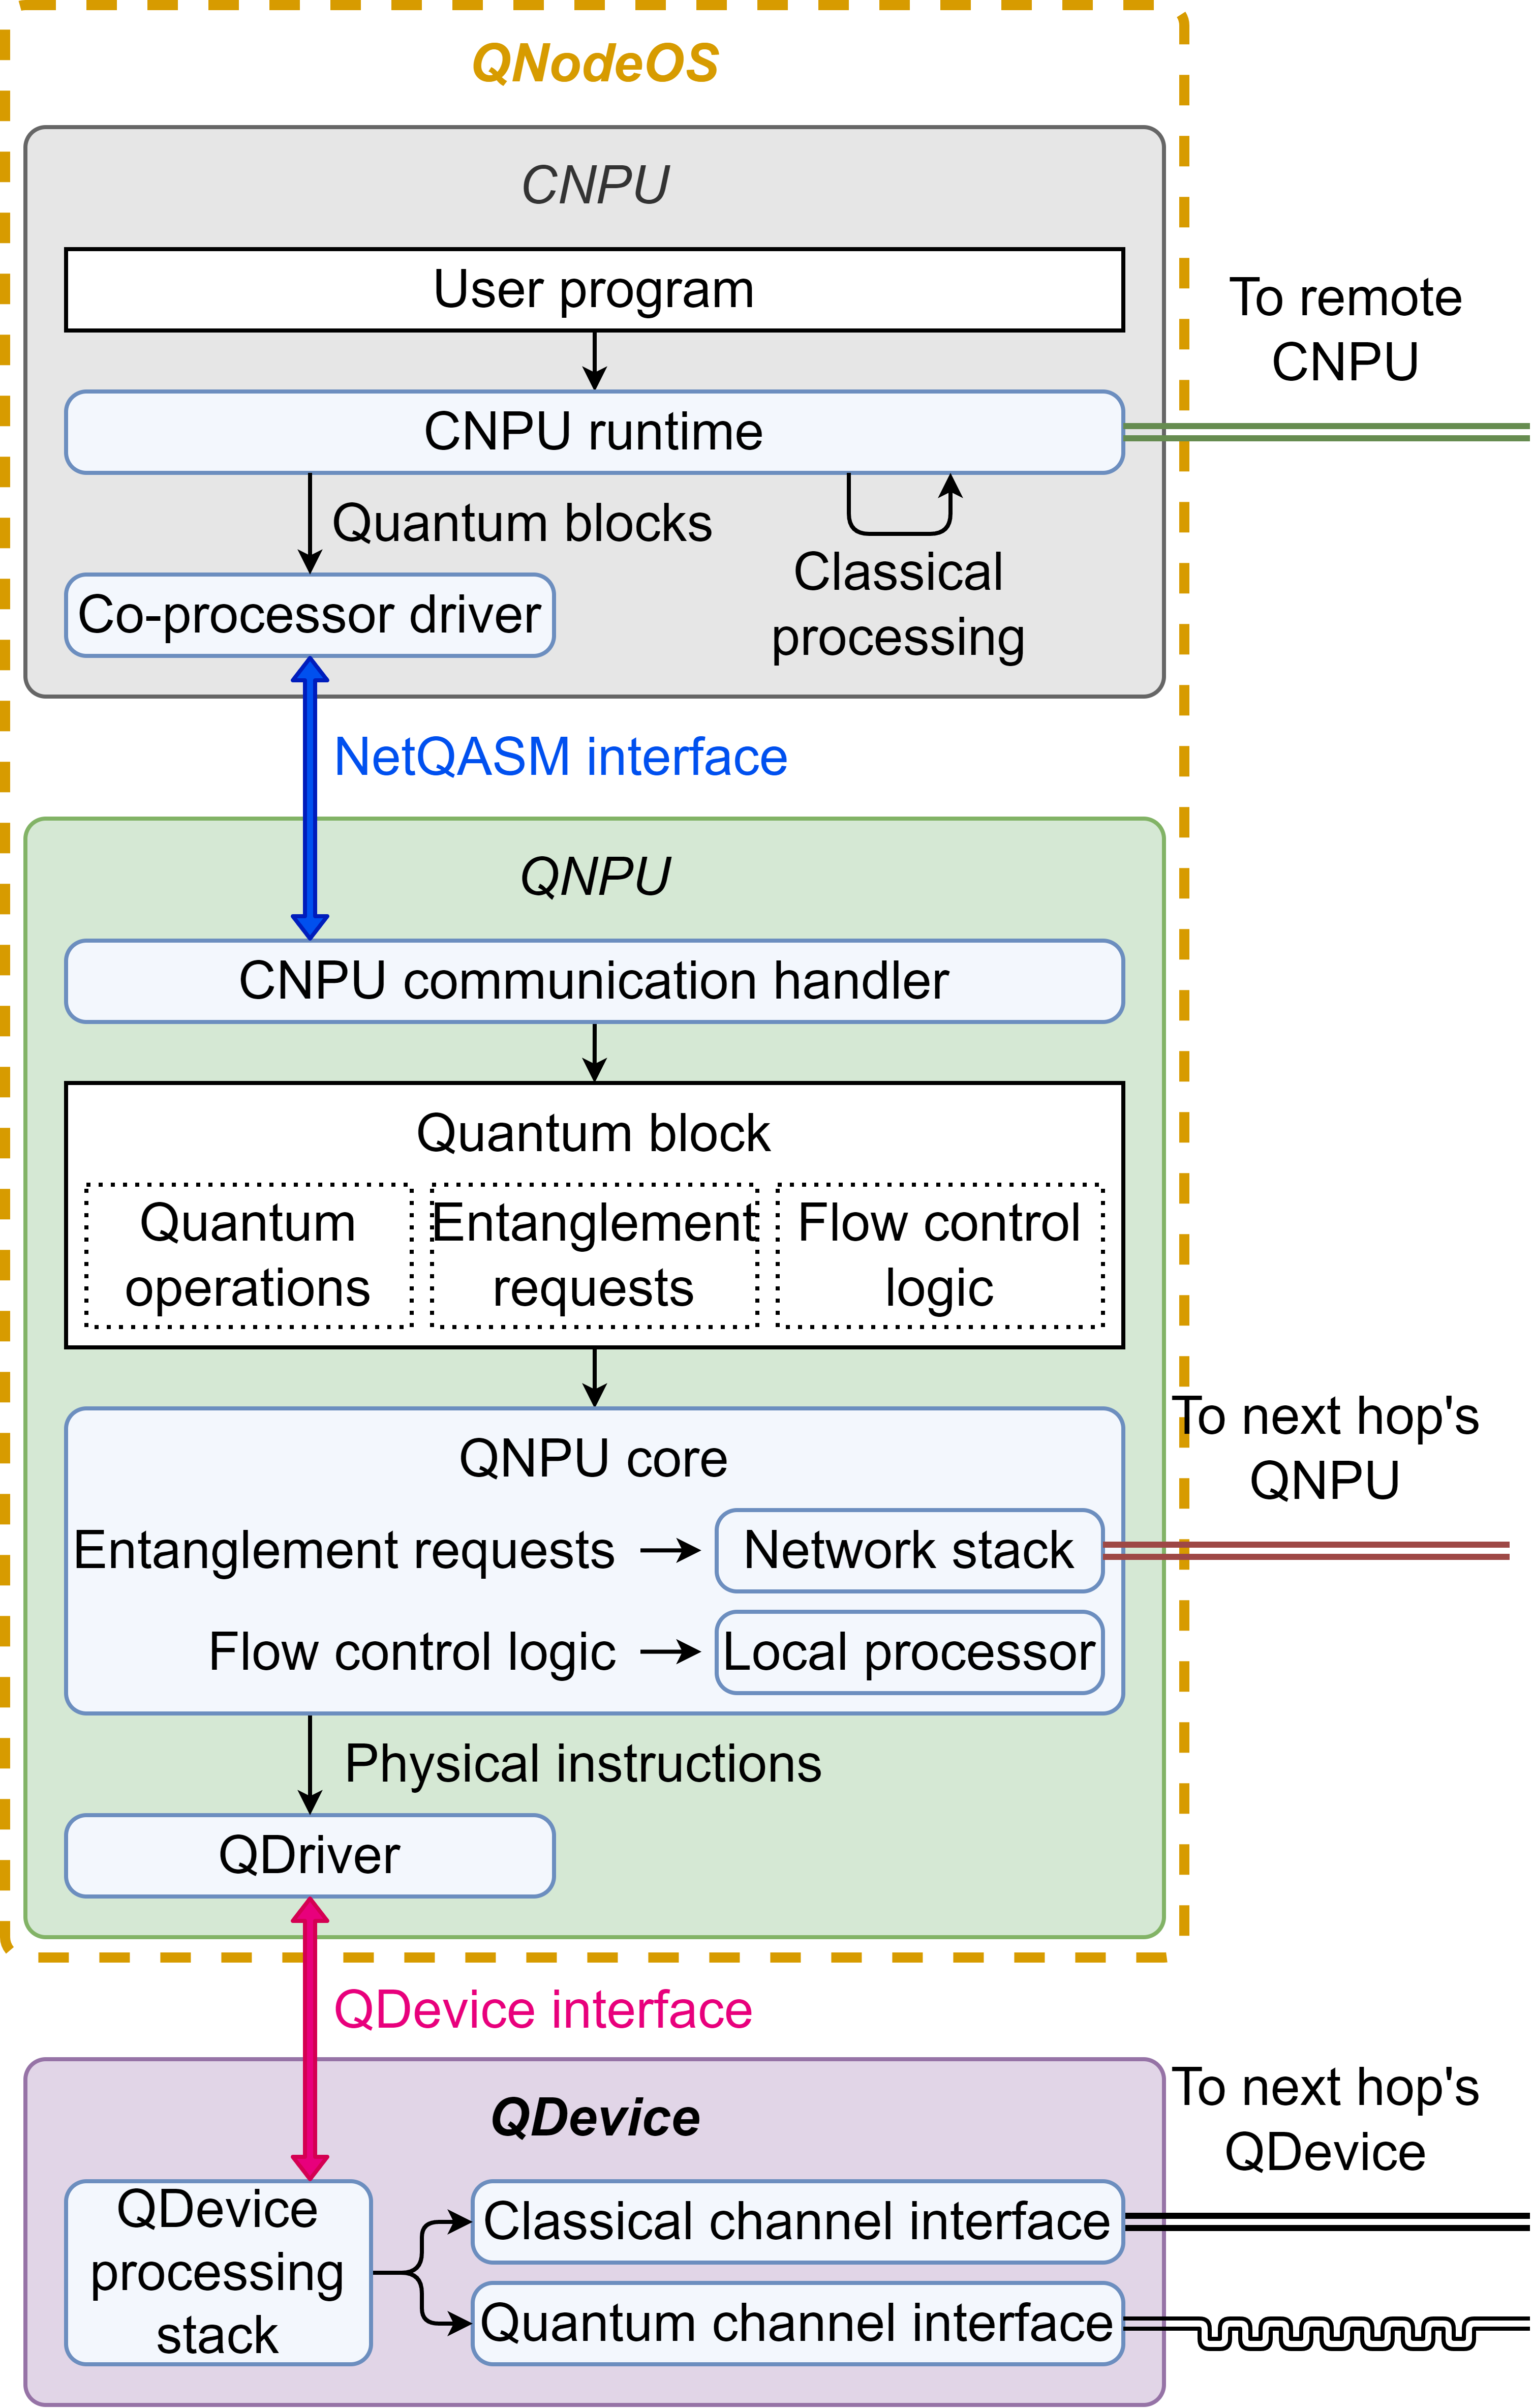 QNodeOS
CNPU
User program
To remote
CNPU
CNPU runtime
Quantum blocks
Classical
processing
Co-processor driver
NetQASM interface
QNPU
CNPU communication handler
Quantum block
Quantum
operations
Entanglement
requests
Flow control
logic
To next hop's
QNPU
QNPU core
Entanglement requests
Network stack
Flow control logic
Local processor
Physical instructions
QDriver
QDevice interface
To next hop's
QDevice
QDevice
QDevice
processing
stack
Classical channel interface
Quantum channel interface